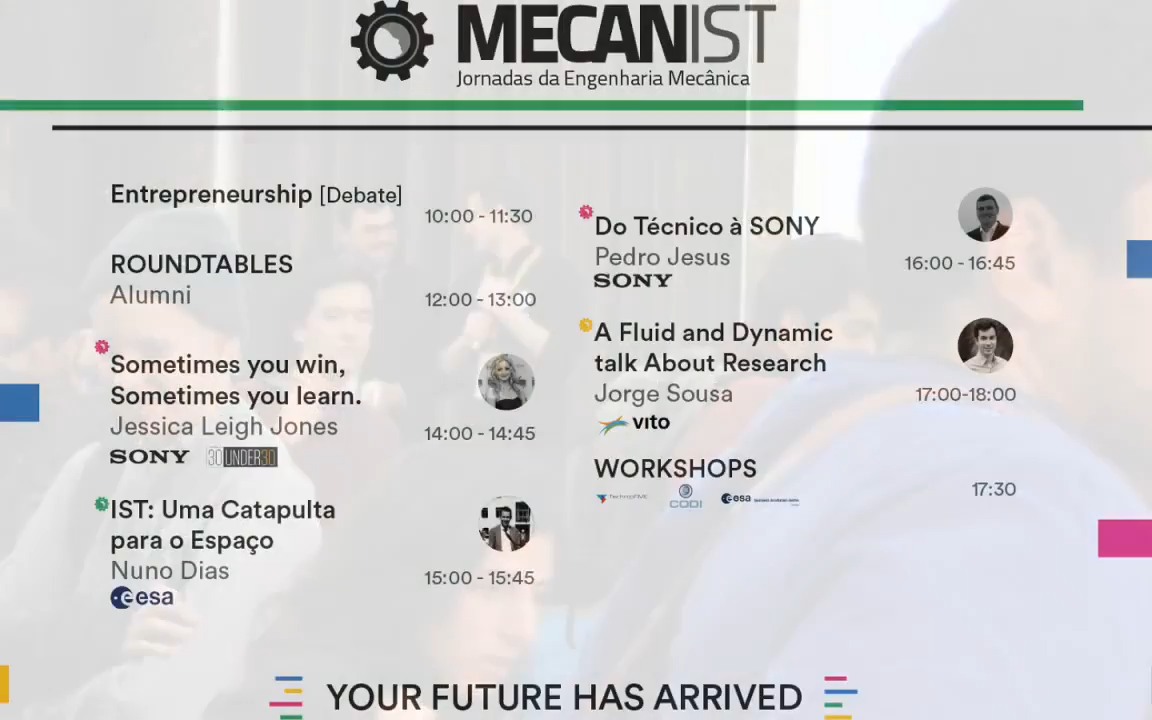 MECANIST
Jornadas da Engenharia Mecânica
Entrepreneurship [Debate]
10:00 - 11:30
ROUNDTABLES
Alumni
12:00 - 13:00
Sometimes you win,
Sometimes you learn.
Jessica Leigh Jones
14:00 - 14:45
SONY 30UNDER30
IST: Uma Catapulta
para o Espaço
Nuno Dias
15:00 - 15:45
esa
Do Técnico à SONY
Pedro Jesus
16:00 - 16:45
SONY
A Fluid and Dynamic
talk About Research
Jorge Sousa
17:00-18:00
vito
WORKSHOPS
17:30
CODI esa
YOUR FUTURE HAS ARRIVED